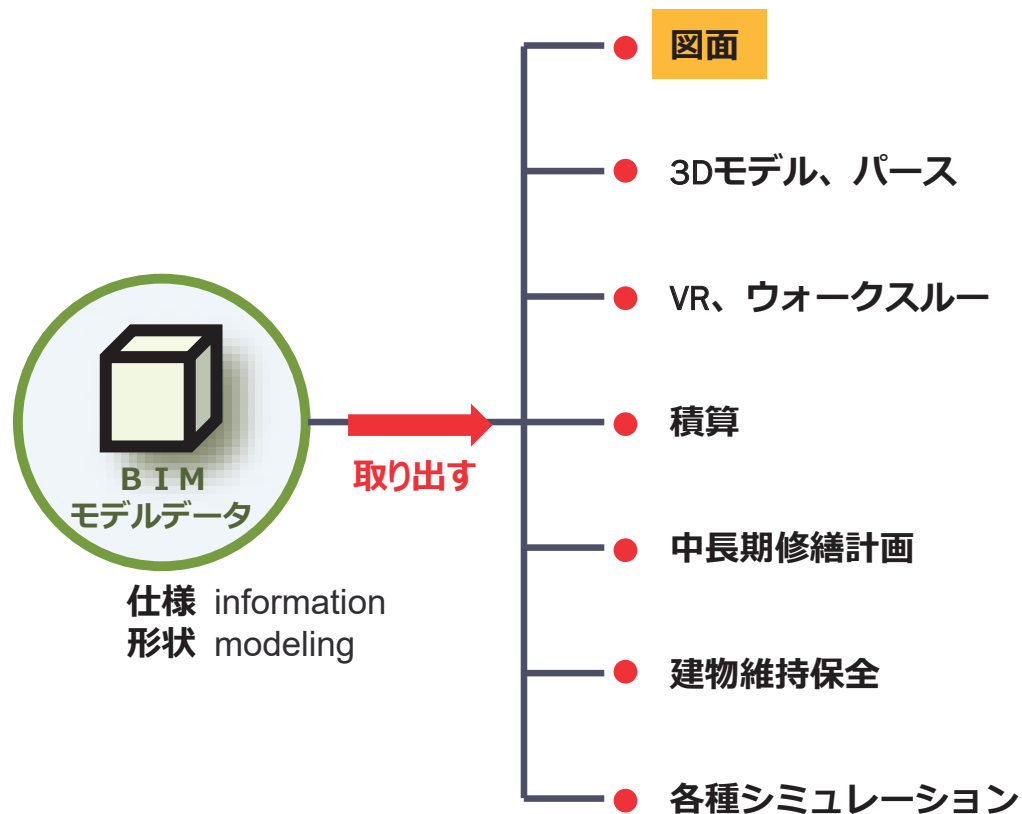 図面
3Dモデル、パース
VR、ウォークスルー
積算
中長期修繕計画
建物維持保全
各種シミュレーション
取り出す
ＢＩＭ
モデルデータ
仕様 information
形状 modeling